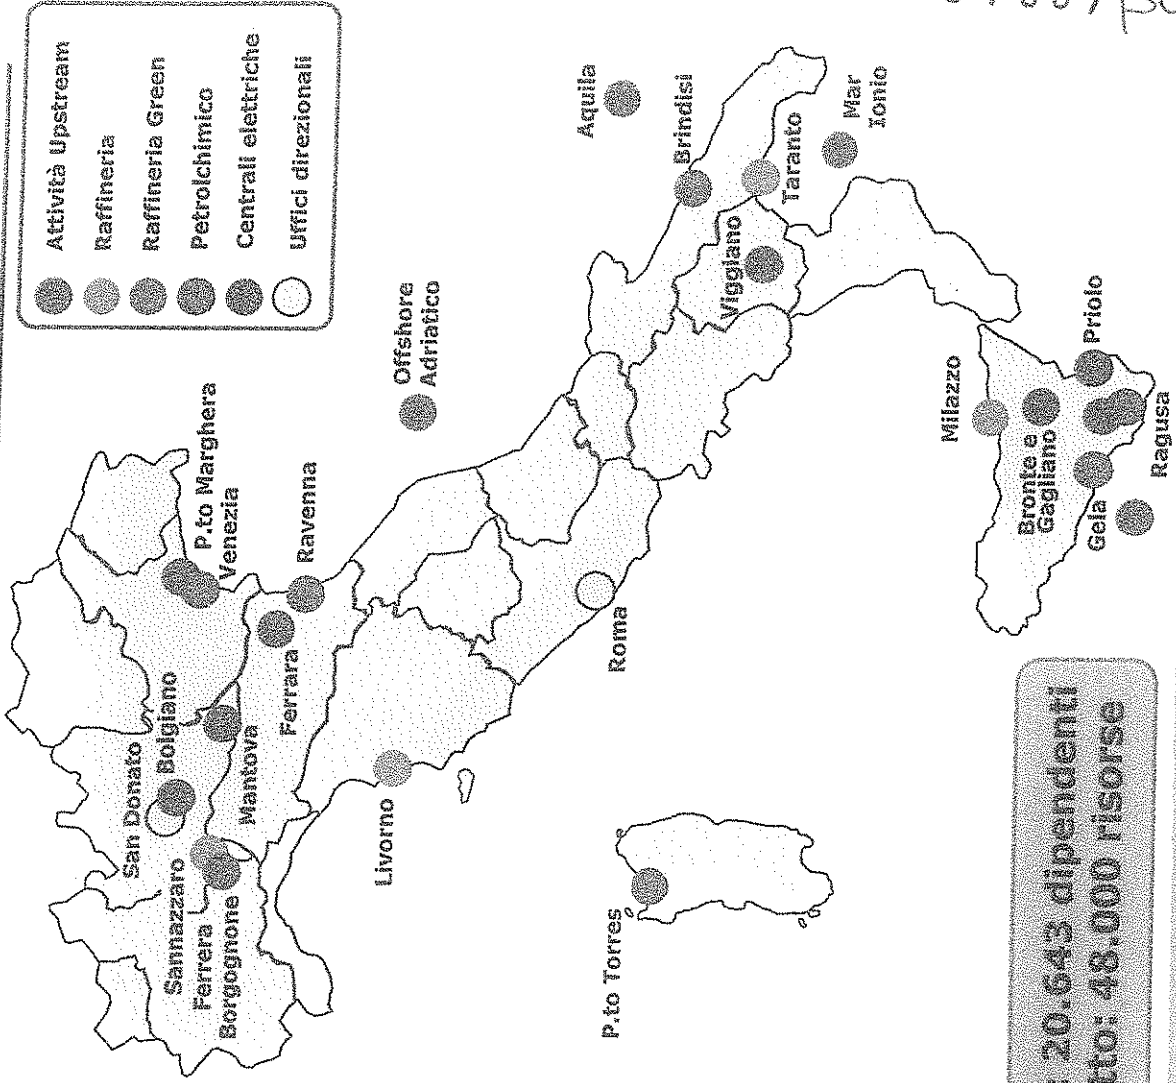 Attività Upstream
Raffineria
Raffineria Green
Petrolchimico
Centrali elettriche
Uffici direzionali
San Donato
Bolgiano
Sannazzaro
Ferrera
Borgognone
Mantova
Ferrara
P.to Marghera
Venezia
Ravenna
Offshore
Adriatico
Livorno
Roma
P.to Torres
Aquila
Brindisi
Viggiano
Taranto
Mar
Ionio
Milazzo
Bronte e
Gagliano
Gela
Priolo
Ragusa
20.643 dipendenti
48.000 risorse